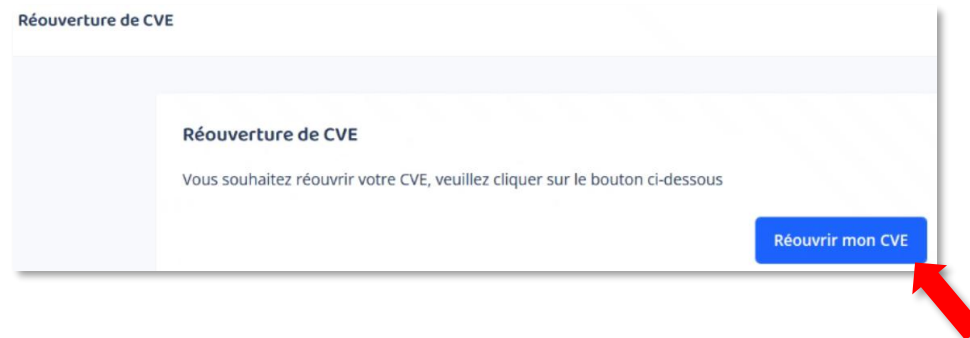 Réouverture de CVE
Réouverture de CVE
Vous souhaitez réouvrir votre CVE, veuillez cliquer sur le bouton ci-dessous
Réouvrir mon CVE